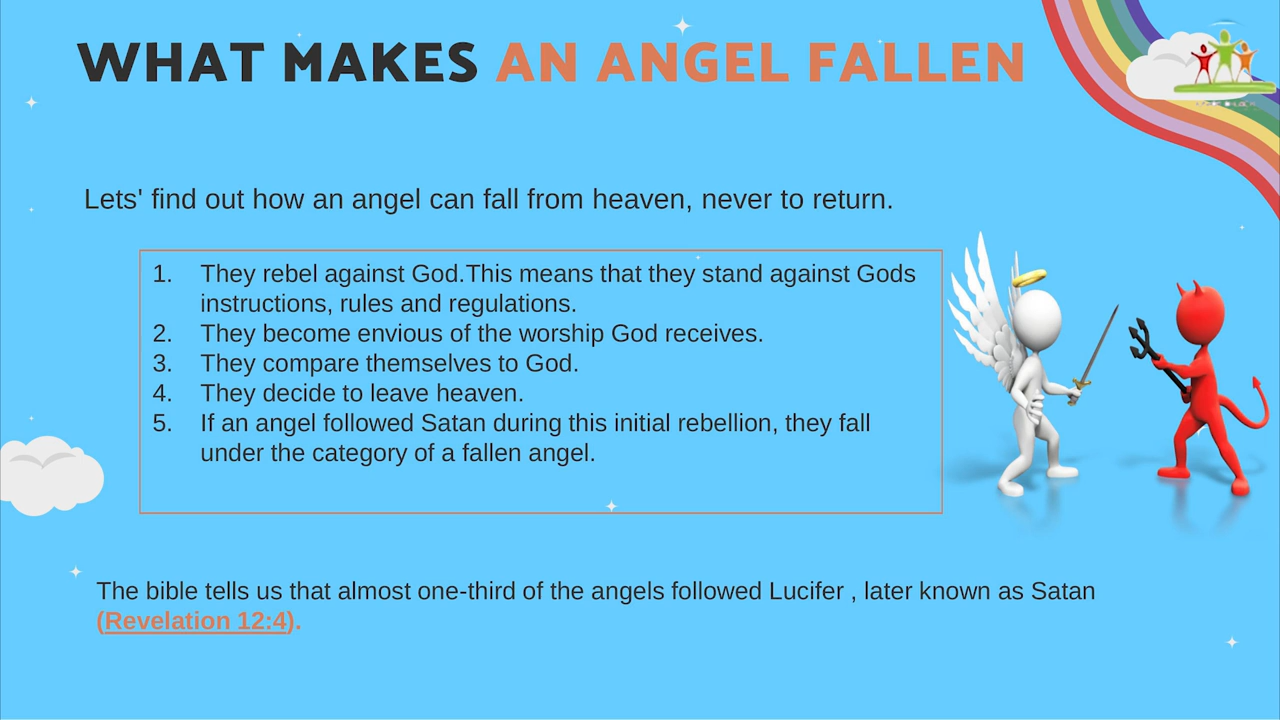 WHAT MAKES AN ANGEL FALLEN
Lets' find out how an angel can fall from heaven, never to return.
1. They rebel against God.This means that they stand against Gods
instructions, rules and regulations.
2. They become envious of the worship God receives.
3. They compare themselves to God.
4. They decide to leave heaven.
5. If an angel followed Satan during this initial rebellion, they fall
under the category of a fallen angel.
The bible tells us that almost one-third of the angels followed Lucifer , later known as Satan
(Revelation 12:4).